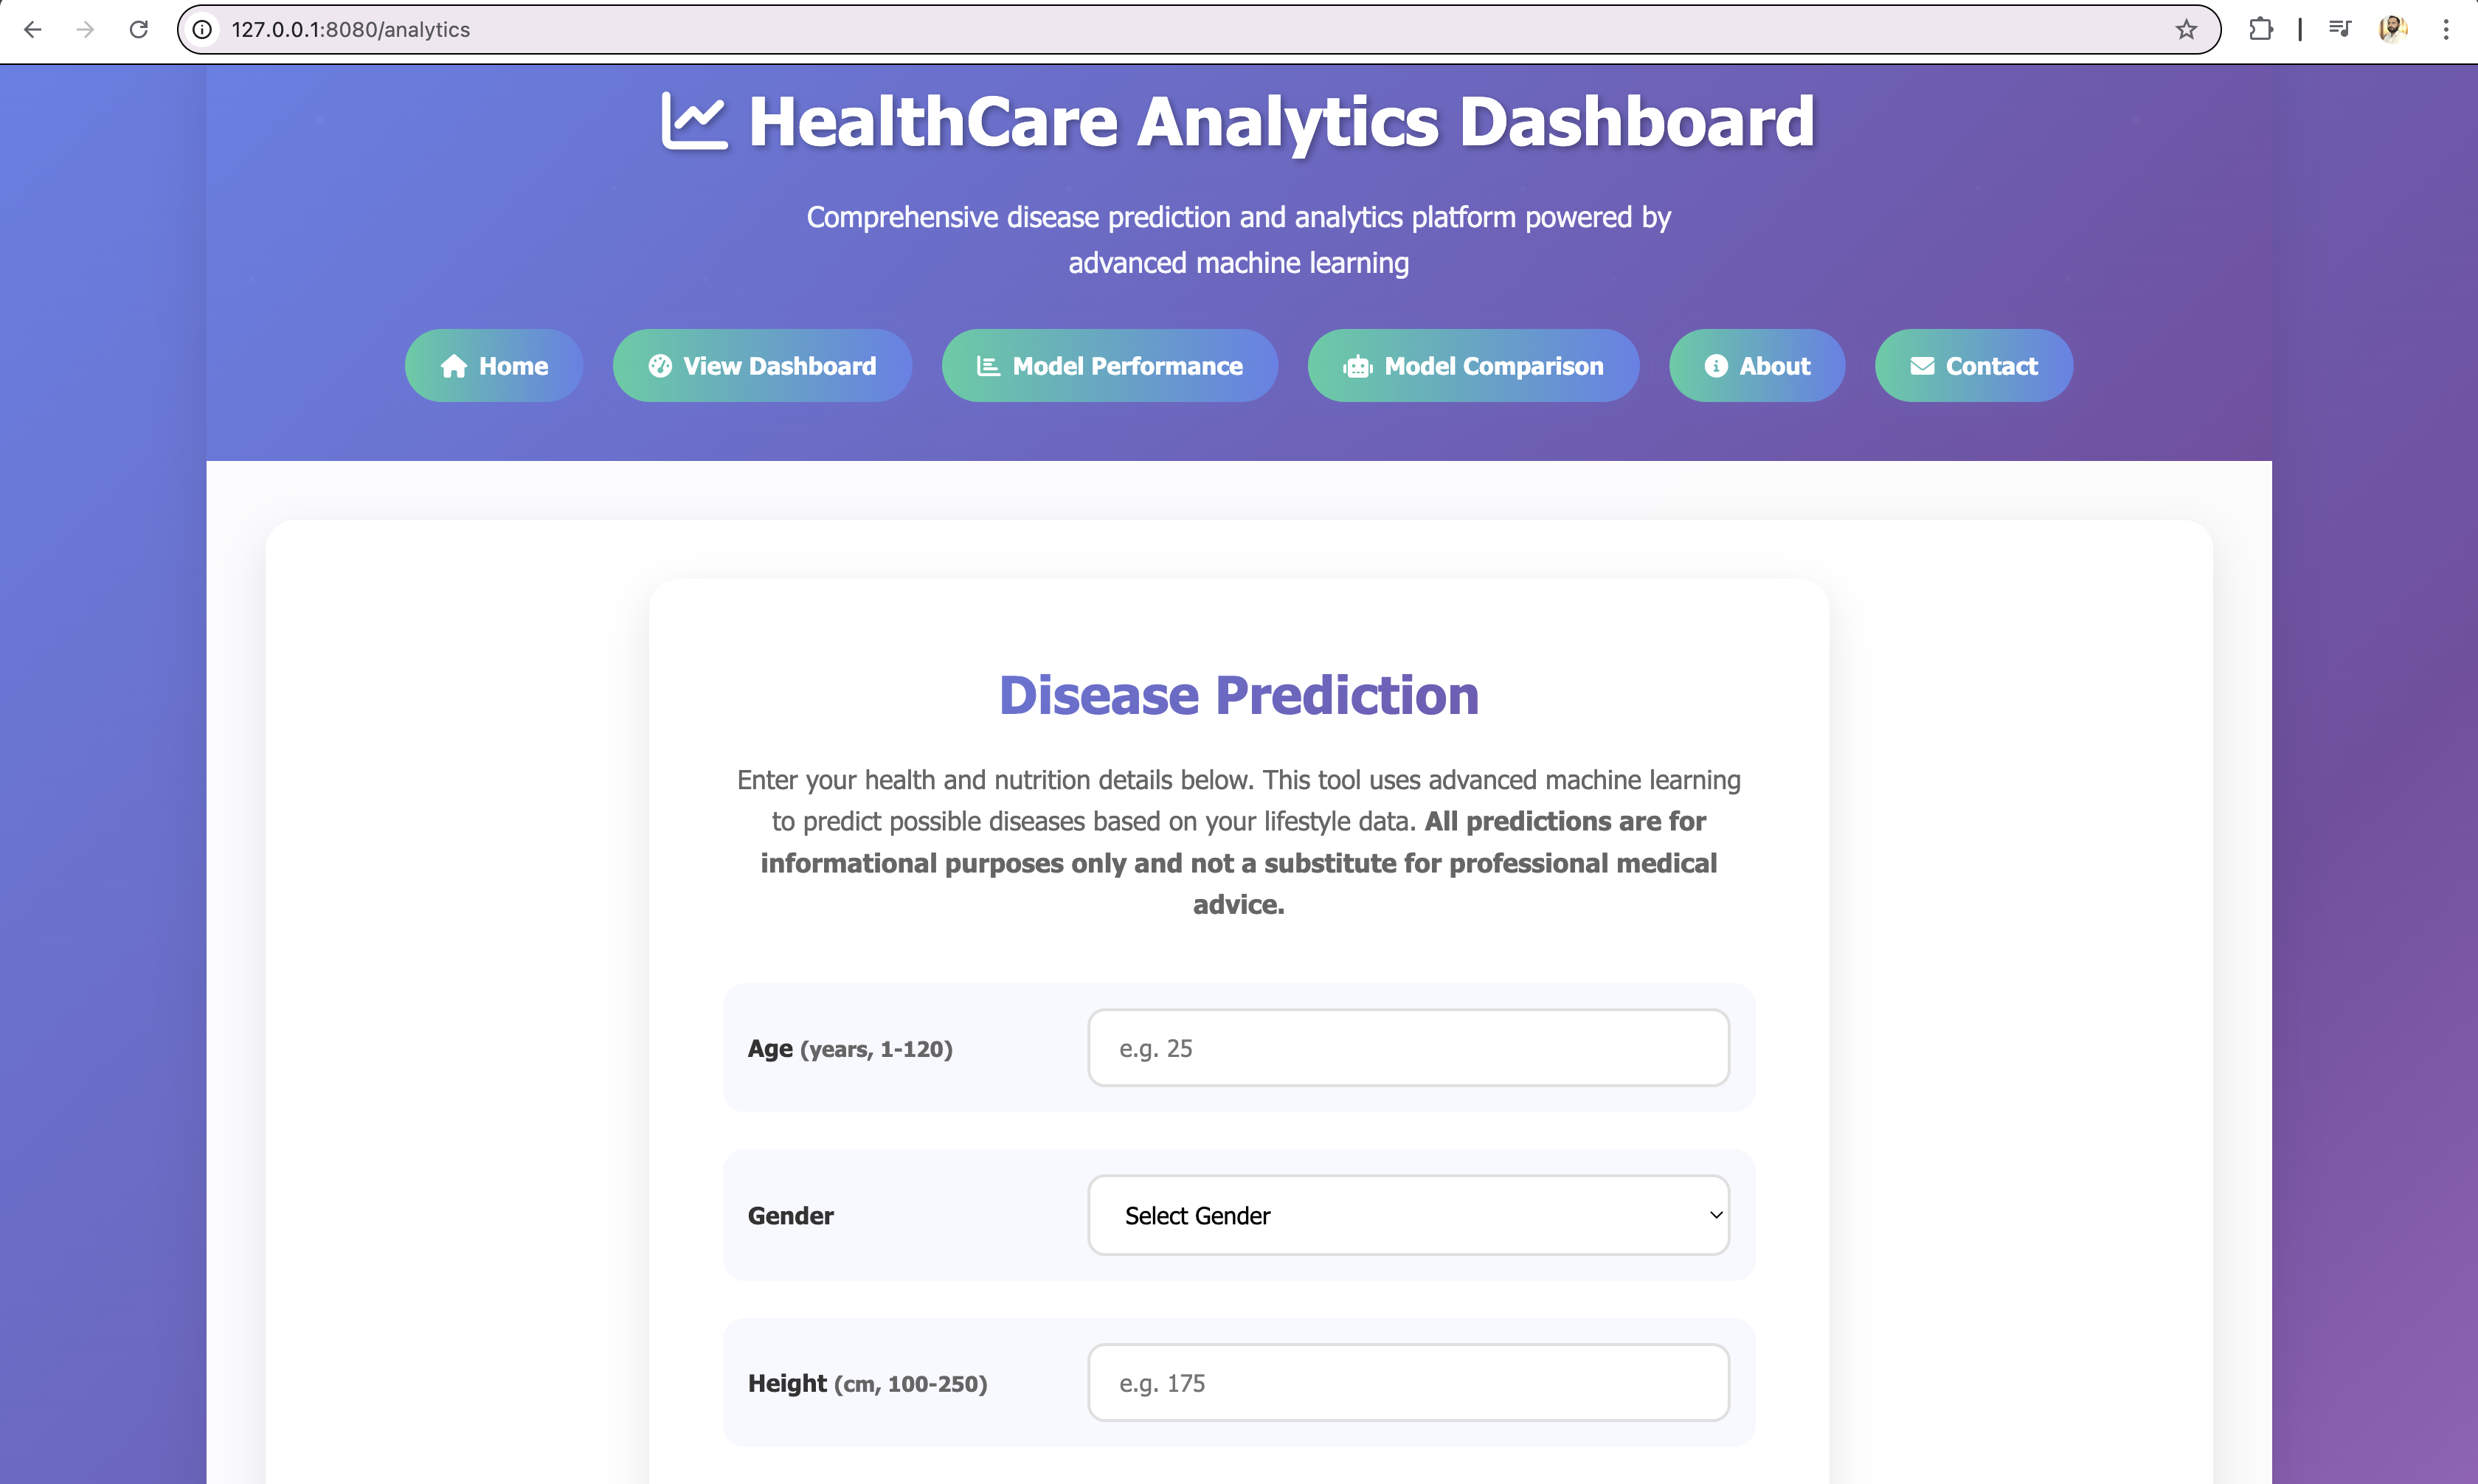 127.0.0.1:8080/analytics
HealthCare Analytics Dashboard
Comprehensive disease prediction and analytics platform powered by
advanced machine learning
Home View Dashboard Model Performance Model Comparison About Contact
Disease Prediction
Enter your health and nutrition details below. This tool uses advanced machine learning
to predict possible diseases based on your lifestyle data. All predictions are for
informational purposes only and not a substitute for professional medical
advice.
Age (years, 1-120) e.g. 25
Gender Select Gender
Height (cm, 100-250) e.g. 175